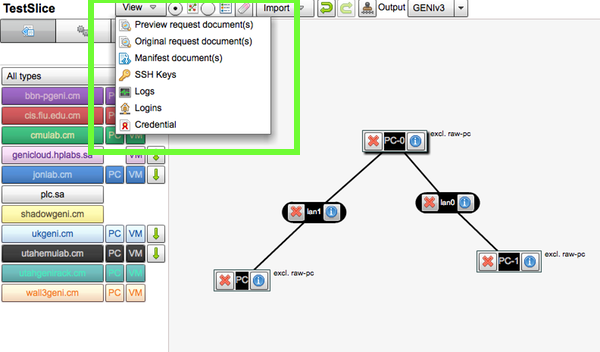 TestSlice
View
Import
Output
GENIv3
Preview request document(s)
Original request document(s)
Manifest document(s)
SSH Keys
Logs
Logins
Credential
All types
bbn-pgeni.cm PC
cis.fiu.edu.cm PC
cmulab.cm PC VM
genicloud.hplabs.sa VM
jonlab.cm PC VM
plc.sa
shadowgeni.cm
ukgeni.cm PC VM
utahemulab.cm PC VM
utahgenirack.cm PC VM
wall3geni.cm PC VM
PC-0 excl. raw-pc
lan1
lan0
PC-1 excl. raw-pc
PC excl. raw-pc